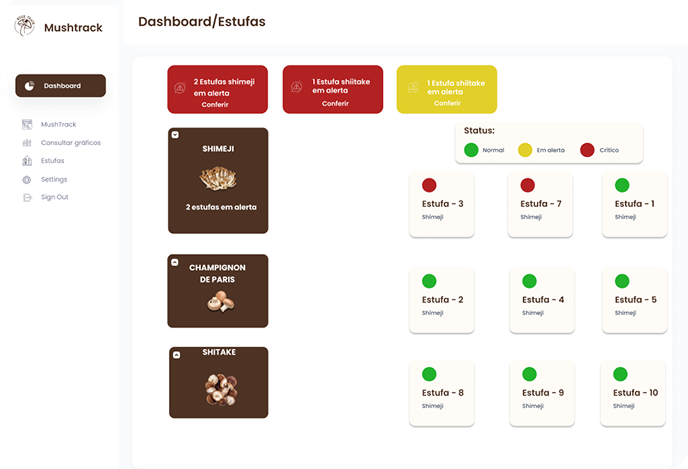 Mushtrack
Dashboard/Estufas
Dashboard
MushTrack
Consultar gráficos
Estufas
Settings
Sign Out
2 Estufas shimeji
em alerta
Conferir
1 Estufa shiitake
em alerta
Conferir
1 Estufa shiitake
em alerta
Conferir
SHIMEJI
2 estufas em alerta
CHAMPIGNON
DE PARIS
SHITAKE
Status:
Normal
Em alerta
Crítico
Estufa - 3
Shimeji
Estufa - 7
Shimeji
Estufa - 1
Shimeji
Estufa - 2
Shimeji
Estufa - 4
Shimeji
Estufa - 5
Shimeji
Estufa - 8
Shimeji
Estufa - 9
Shimeji
Estufa - 10
Shimeji